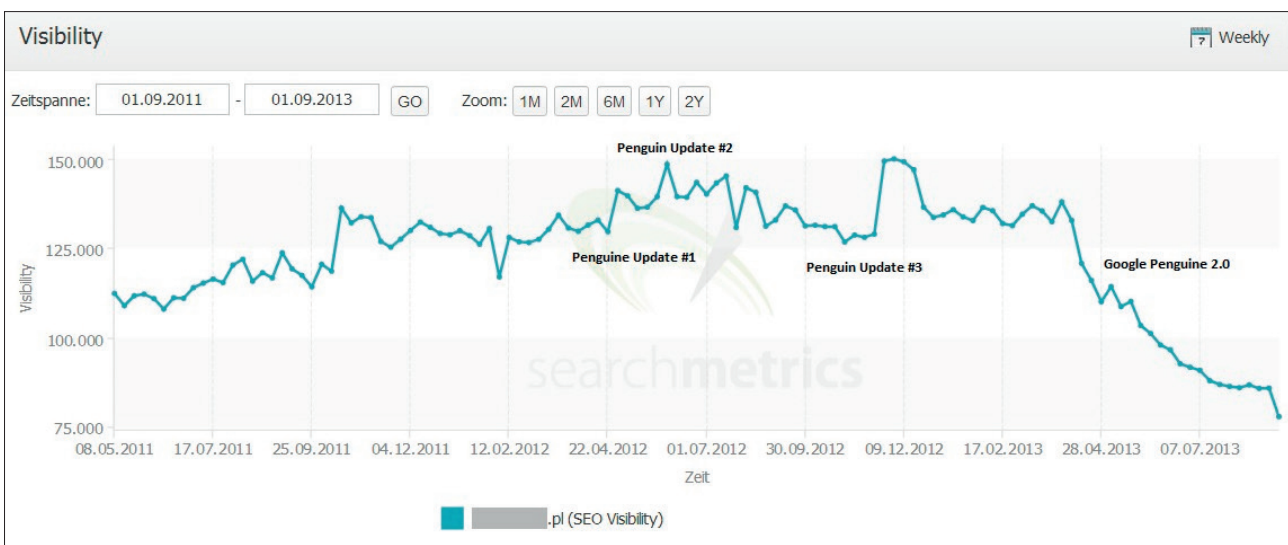 Visibility
7 Weekly
Zeitspanne: 01.09.2011 - 01.09.2013 GO Zoom: 1M 2M 6M 1Y 2Y
Penguin Update #2
150.000
125.000
Penguine Update #1
Penguin Update #3
Google Penguine 2.0
Visibility
100.000
searchmetrics
75.000
08.05.2011 17.07.2011 25.09.2011 04.12.2011 12.02.2012 22.04.2012 01.07.2012 30.09.2012 09.12.2012 17.02.2013 28.04.2013 07.07.2013
Zeit
.pl (SEO Visibility)